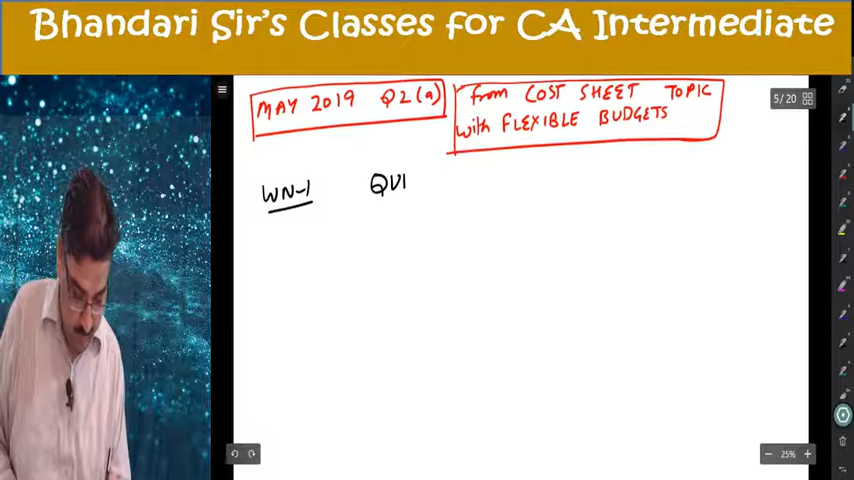 Bhandari Sir's Classes for CA Intermediate
MAY 2019 Q2(a)
from COST SHEET TOPIC
with FLEXIBLE BUDGETS
5/20
WN-1 QUI
25%